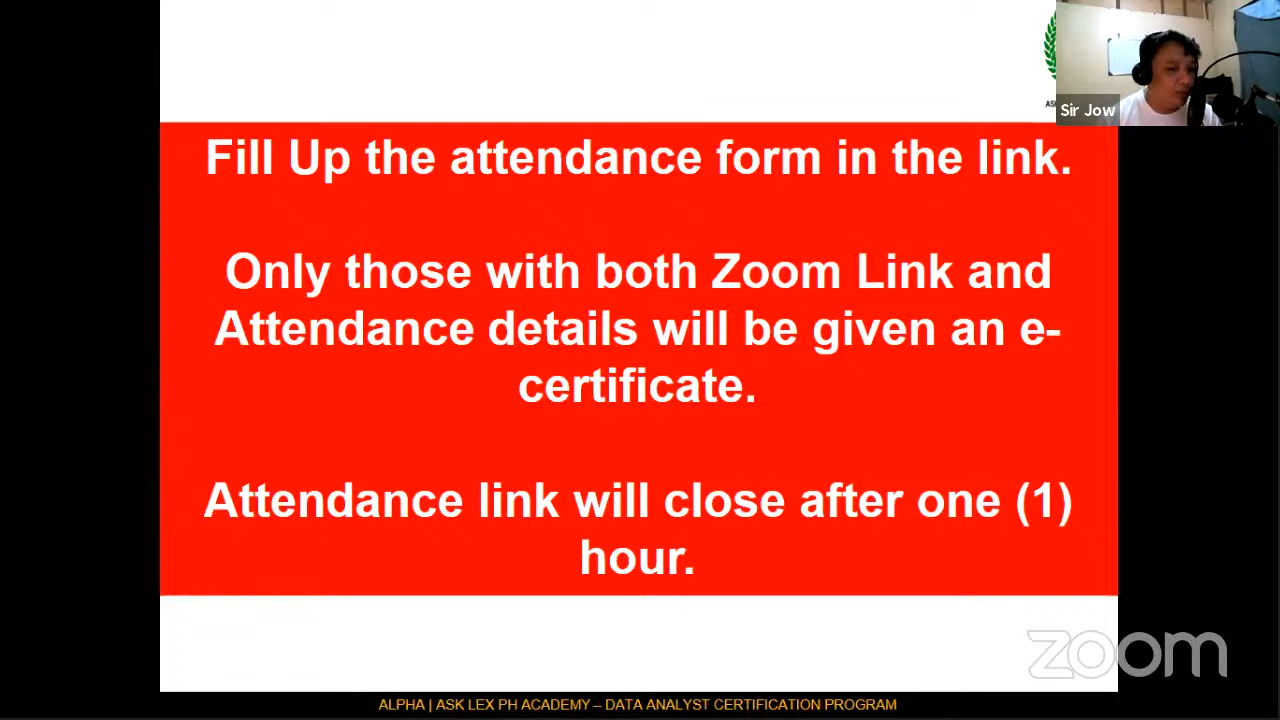 Sir Jow
Fill Up the attendance form in the link.
Only those with both Zoom Link and
Attendance details will be given an e-
certificate.
Attendance link will close after one (1)
hour.
zoom
ALPHA | ASK LEX PH ACADEMY – DATA ANALYST CERTIFICATION PROGRAM